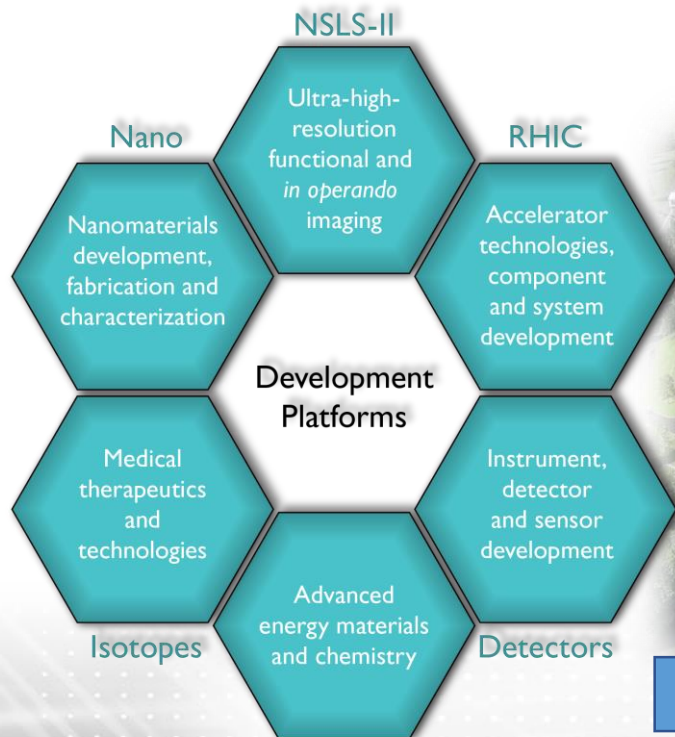 NSLS-II
Ultra-high-
resolution
functional and
in operando
imaging
Nano
Nanomaterials
development,
fabrication and
characterization
RHIC
Accelerator
technologies,
component
and system
development
Development
Platforms
Medical
therapeutics
and
technologies
Isotopes
Instrument,
detector
and sensor
development
Detectors
Advanced
energy materials
and chemistry